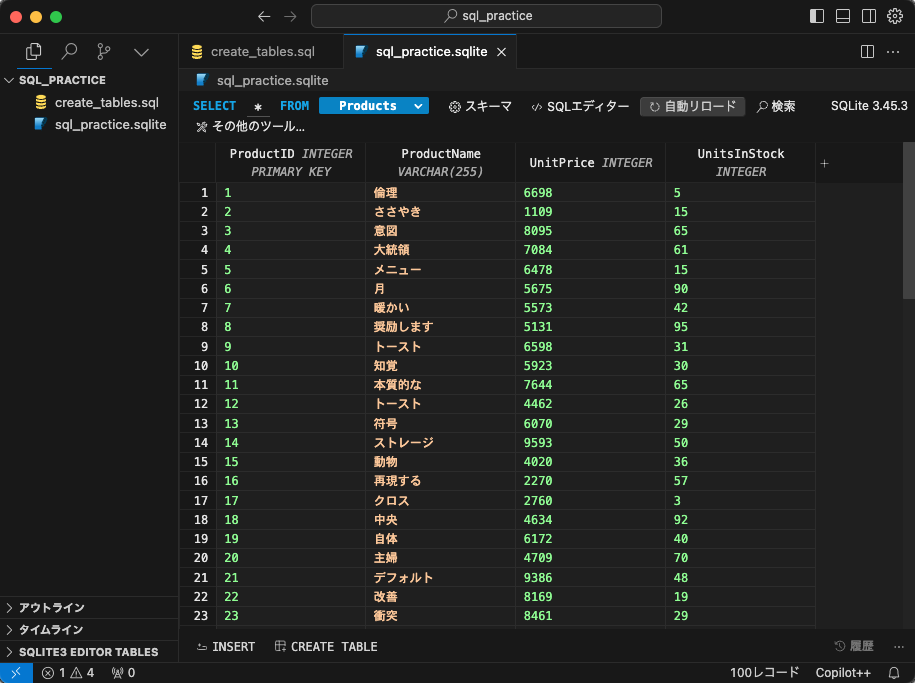 sql_practice
create_tables.sql
sql_practice.sqlite
SQL_PRACTICE
create_tables.sql
sql_practice.sqlite
sql_practice.sqlite
SELECT * FROM Products スキーマ SQLエディター 自動リロード 検索 SQLite 3.45.3
その他のツール...
ProductID INTEGER PRIMARY KEY ProductName VARCHAR(255) UnitPrice INTEGER UnitsInStock INTEGER +
1 1 倫理 6698 5
2 2 ささやき 1109 15
3 3 意図 8095 65
4 4 大統領 7084 61
5 5 メニュー 6478 15
6 6 月 5675 90
7 7 暖かい 5573 42
8 8 奨励します 5131 95
9 9 トースト 6598 31
10 10 知覚 5923 30
11 11 本質的な 7644 65
12 12 トースト 4462 26
13 13 符号 6070 29
14 14 ストレージ 9593 50
15 15 動物 4020 36
16 16 再現する 2270 57
17 17 クロス 2760 3
18 18 中央 4634 92
19 19 自体 6172 40
20 20 主婦 4709 70
21 21 デフォルト 9386 48
22 22 改善 8169 19
23 23 衝突 8461 29
アウトライン
タイムライン
SQLITE3 EDITOR TABLES
INSERT CREATE TABLE 履歴 ...
1 4 0 100レコード Copilot++